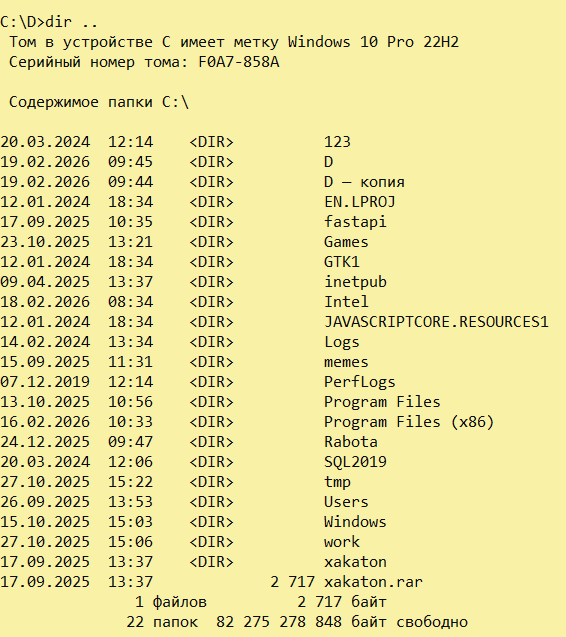 C:\D>dir ..
Том в устройстве C имеет метку Windows 10 Pro 22H2
Серийный номер тома: F0A7-858A
Содержимое папки C:\
20.03.2024  12:14    <DIR>          123
19.02.2026  09:45    <DIR>          D
19.02.2026  09:44    <DIR>          D — копия
12.01.2024  18:34    <DIR>          EN.LPROJ
17.09.2025  10:35    <DIR>          fastapi
23.10.2025  13:21    <DIR>          Games
12.01.2024  18:34    <DIR>          GTK1
09.04.2025  13:37    <DIR>          inetpub
18.02.2026  08:34    <DIR>          Intel
12.01.2024  18:34    <DIR>          JAVASCRIPTCORE.RESOURCES1
14.02.2024  13:34    <DIR>          Logs
15.09.2025  11:31    <DIR>          memes
07.12.2019  12:14    <DIR>          PerfLogs
13.10.2025  10:56    <DIR>          Program Files
16.02.2026  10:33    <DIR>          Program Files (x86)
24.12.2025  09:47    <DIR>          Rabota
20.03.2024  12:06    <DIR>          SQL2019
27.10.2025  15:22    <DIR>          tmp
26.09.2025  13:53    <DIR>          Users
15.10.2025  15:03    <DIR>          Windows
27.10.2025  15:06    <DIR>          work
17.09.2025  13:37    <DIR>          xakaton
17.09.2025  13:37             2 717 xakaton.rar
1 файлов          2 717 байт
22 папок  82 275 278 848 байт свободно